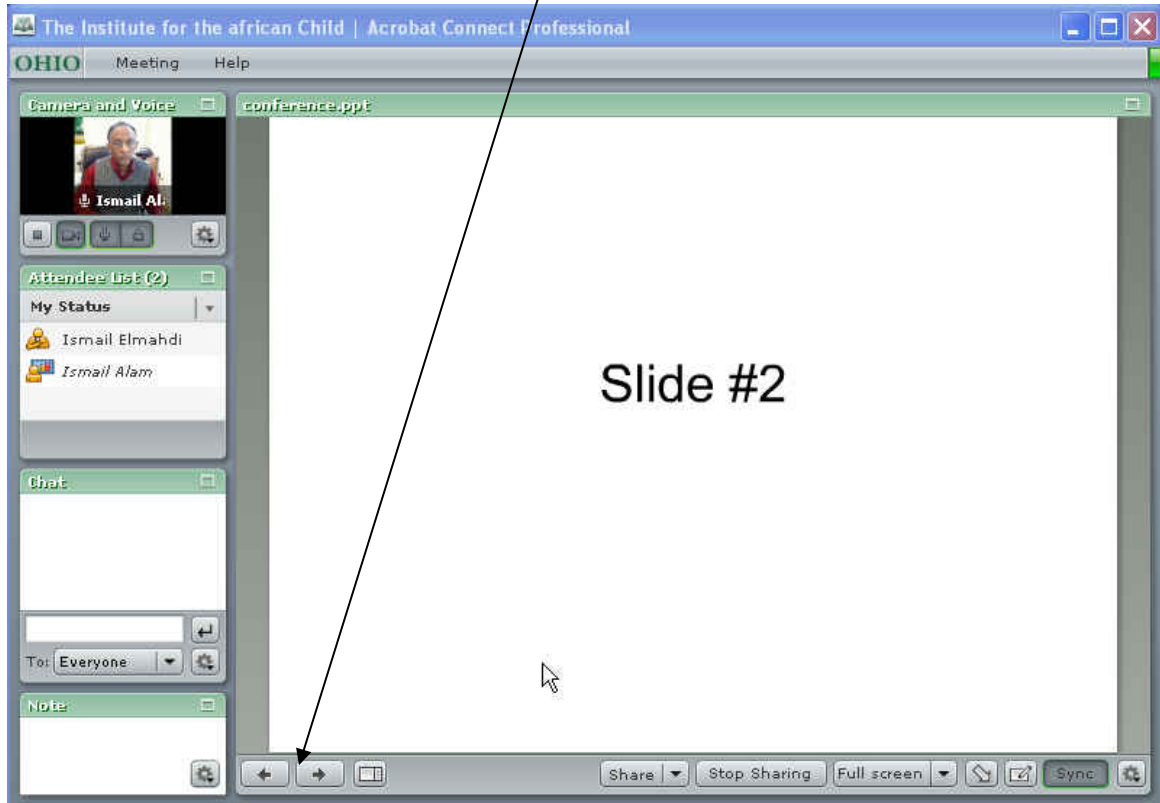 The Institute for the african Child | Acrobat Connect Professional
OHIO Meeting Help
Camera and Voice
Ismail Al
Attendee List (2)
My Status
Ismail Elmahdi
Ismail Alam
Chat
To: Everyone
Note
conference.ppt
Slide #2
Share Stop Sharing Full screen Sync